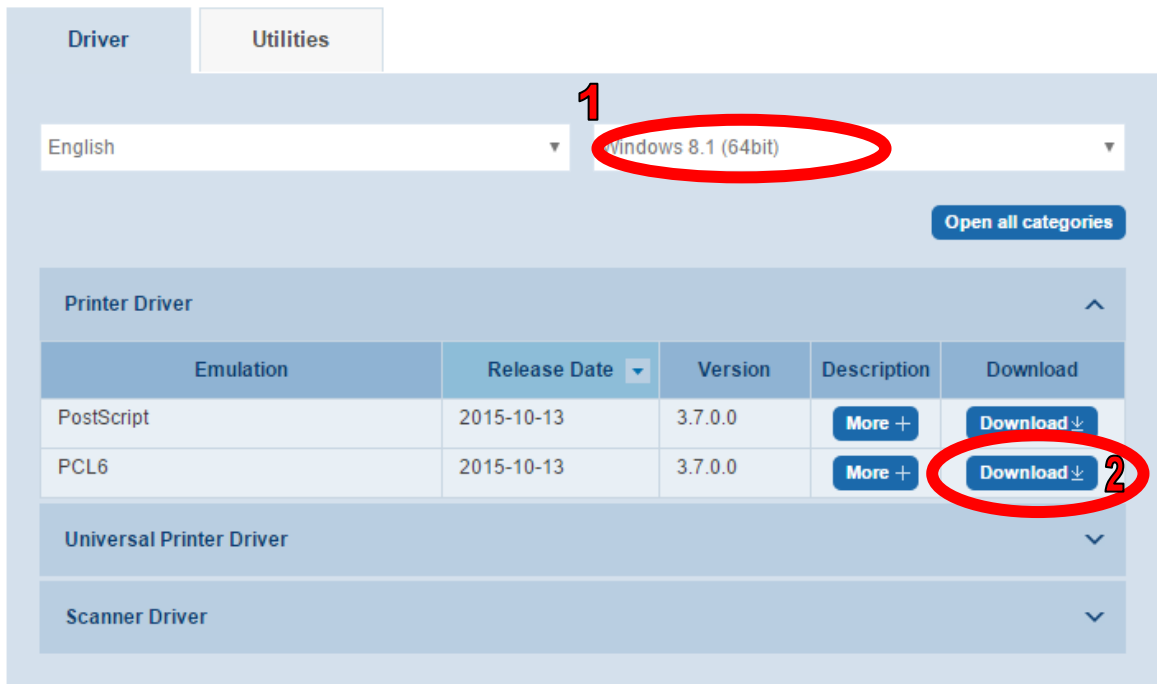 Driver Utilities
1
English Windows 8.1 (64bit)
Open all categories
Printer Driver
Emulation Release Date Version Description Download
PostScript 2015-10-13 3.7.0.0 More Download
PCL6 2015-10-13 3.7.0.0 More Download 2
Universal Printer Driver
Scanner Driver